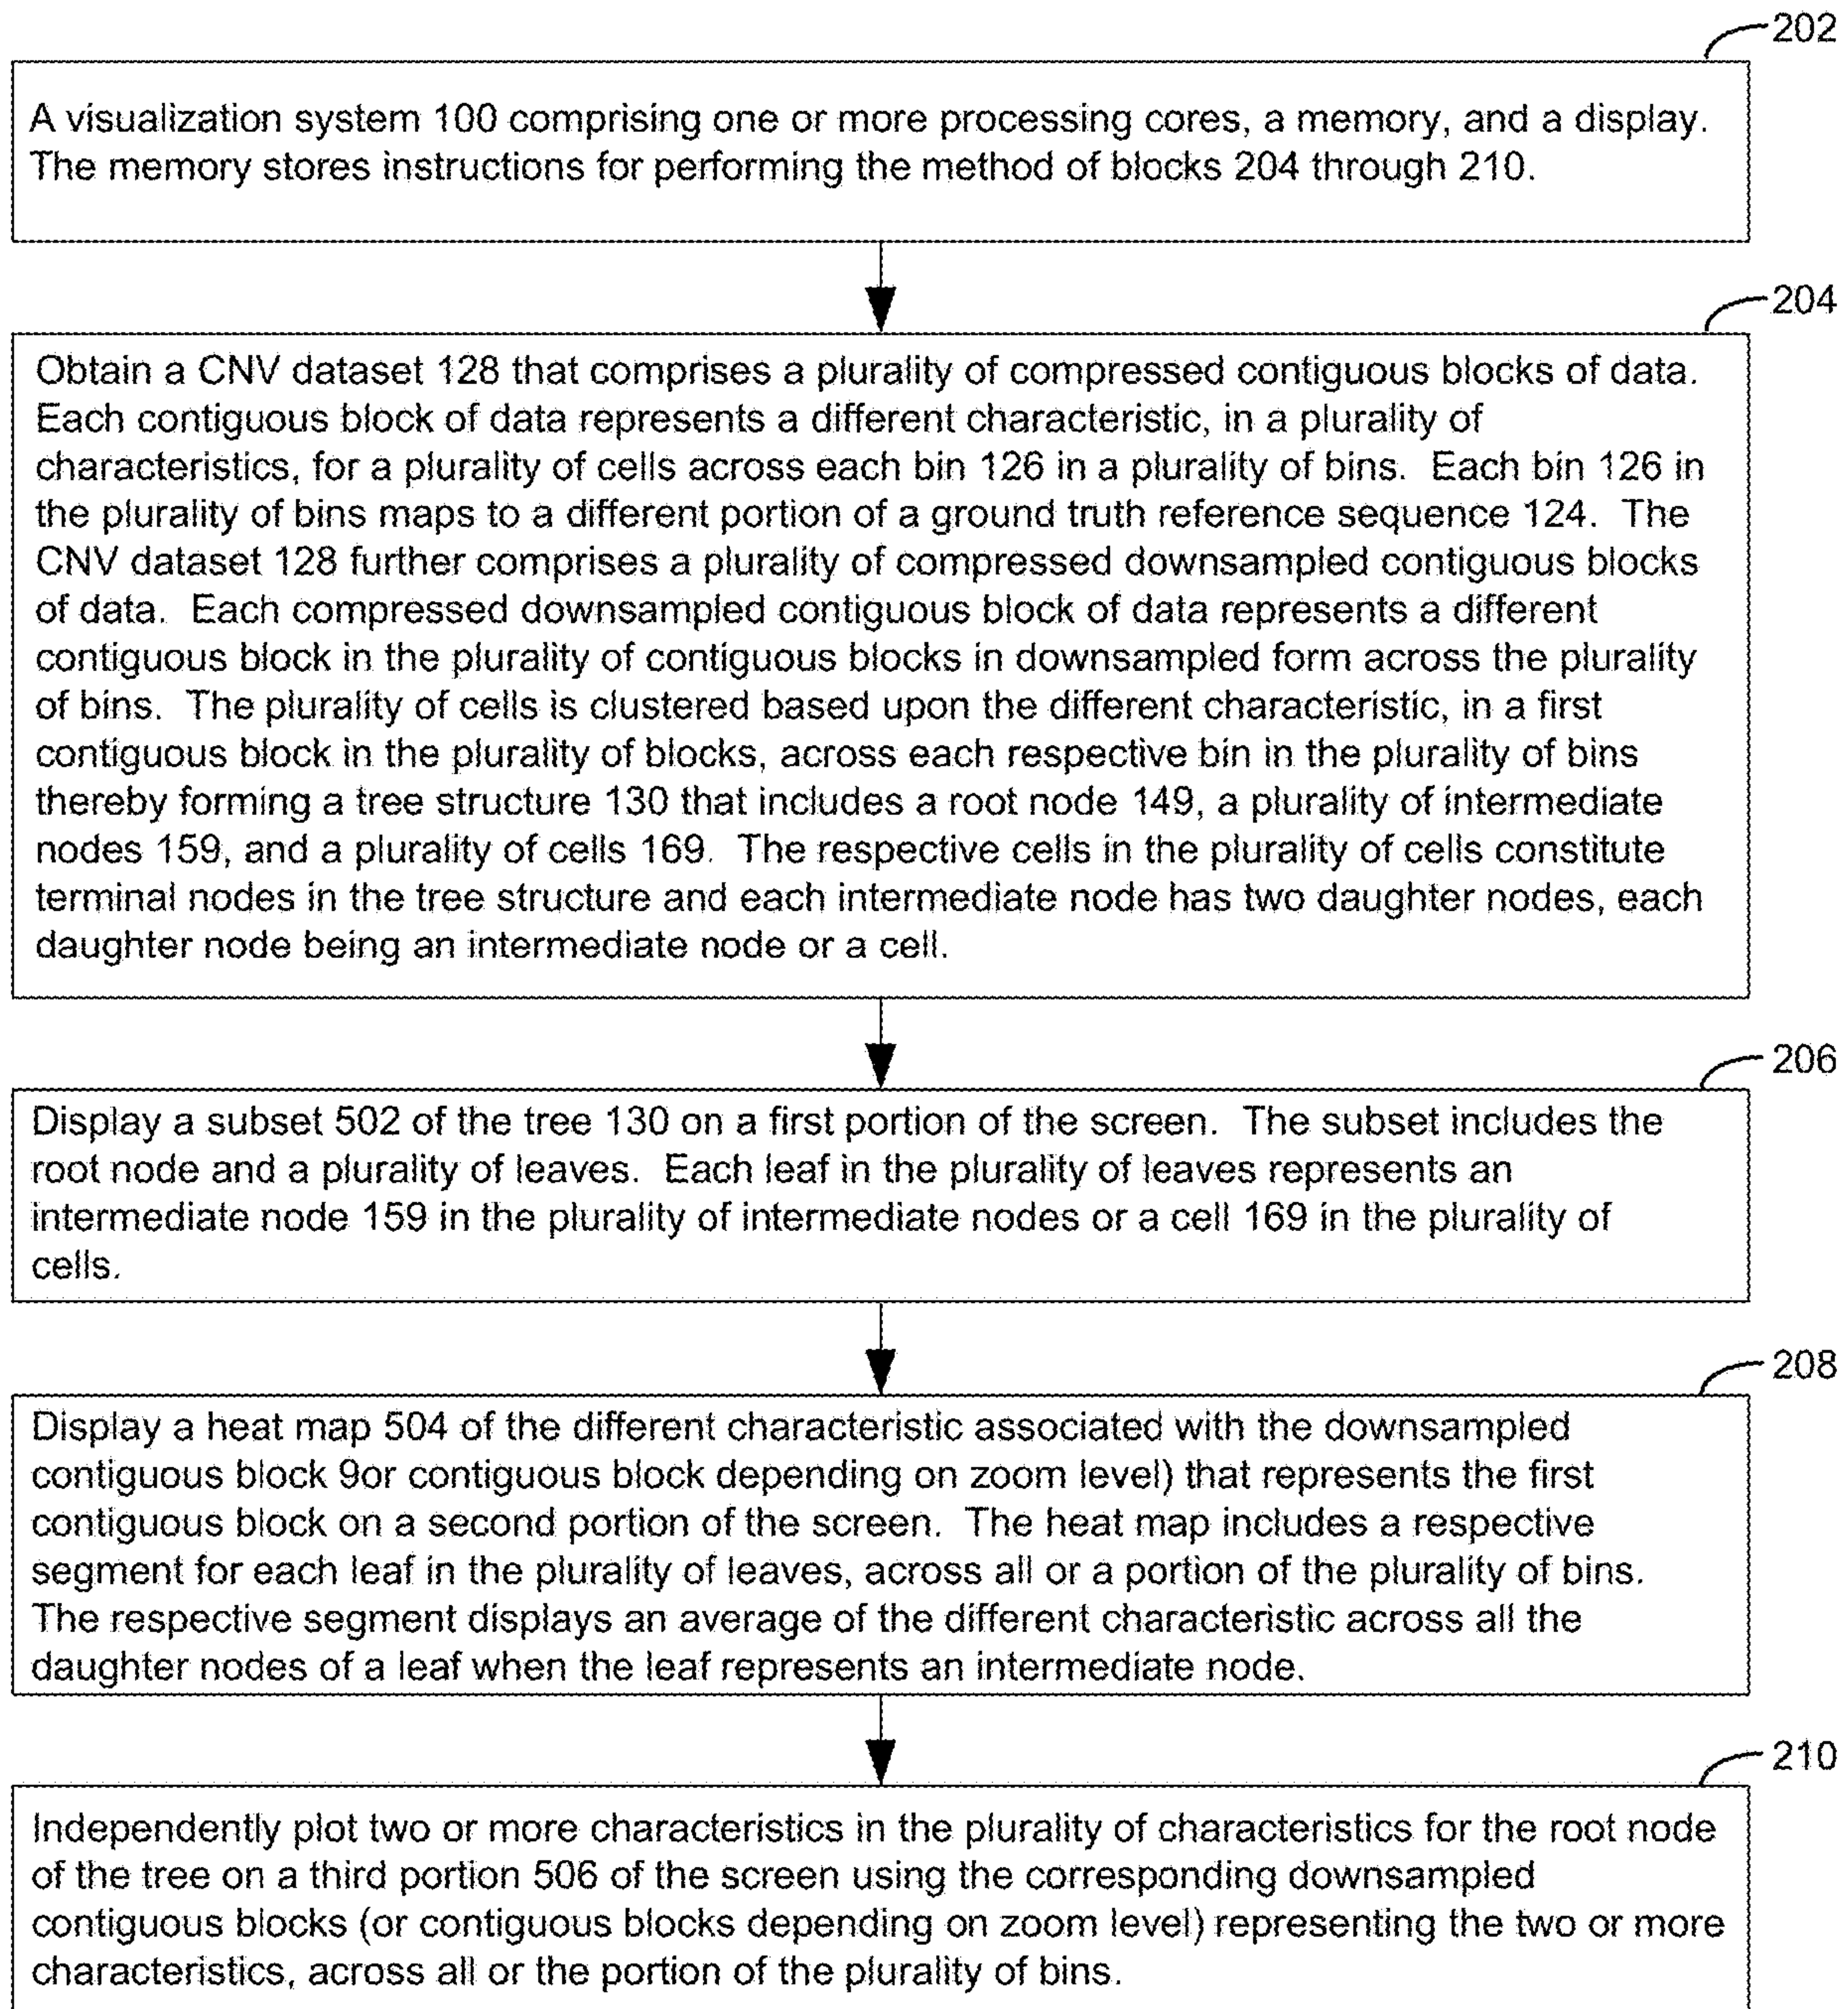 202
A visualization system 100 comprising one or more processing cores, a memory, and a display.
The memory stores instructions for performing the method of blocks 204 through 210.
204
Obtain a CNV dataset 128 that comprises a plurality of compressed contiguous blocks of data.
Each contiguous block of data represents a different characteristic, in a plurality of
characteristics, for a plurality of cells across each bin 126 in a plurality of bins. Each bin 126 in
the plurality of bins maps to a different portion of a ground truth reference sequence 124. The
CNV dataset 128 further comprises a plurality of compressed downsampled contiguous blocks
of data. Each compressed downsampled contiguous block of data represents a different
contiguous block in the plurality of contiguous blocks in downsampled form across the plurality
of bins. The plurality of cells is clustered based upon the different characteristic, in a first
contiguous block in the plurality of blocks, across each respective bin in the plurality of bins
thereby forming a tree structure 130 that includes a root node 149, a plurality of intermediate
nodes 159, and a plurality of cells 169. The respective cells in the plurality of cells constitute
terminal nodes in the tree structure and each intermediate node has two daughter nodes, each
daughter node being an intermediate node or a cell.
206
Display a subset 502 of the tree 130 on a first portion of the screen. The subset includes the
root node and a plurality of leaves. Each leaf in the plurality of leaves represents an
intermediate node 159 in the plurality of intermediate nodes or a cell 169 in the plurality of
cells.
208
Display a heat map 504 of the different characteristic associated with the downsampled
contiguous block 9or contiguous block depending on zoom level) that represents the first
contiguous block on a second portion of the screen. The heat map includes a respective
segment for each leaf in the plurality of leaves, across all or a portion of the plurality of bins.
The respective segment displays an average of the different characteristic across all the
daughter nodes of a leaf when the leaf represents an intermediate node.
210
Independently plot two or more characteristics in the plurality of characteristics for the root node
of the tree on a third portion 506 of the screen using the corresponding downsampled
contiguous blocks (or contiguous blocks depending on zoom level) representing the two or more
characteristics, across all or the portion of the plurality of bins.